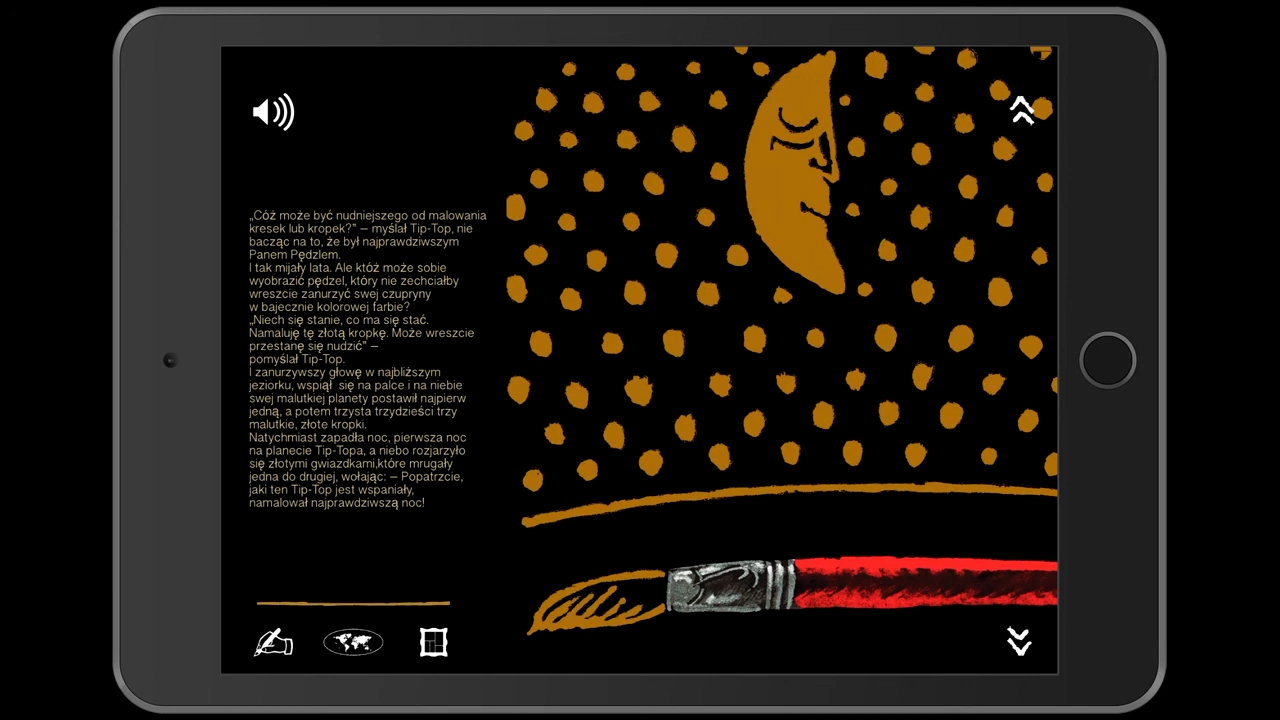 „Cóż może być nudniejszego od malowania
kresek lub kropek?” – myślał Tip-Top, nie
bacząc na to, że był najprawdziwszym
Panem Pędzlem.
I tak mijały lata. Ale któż może sobie
wyobrazić pędzel, który nie zechciałby
wreszcie zanurzyć swej czupryny
w bajecznie kolorowej farbie?
„Niech się stanie, co ma się stać.
Namaluję tę złotą kropkę. Może wreszcie
przestanę się nudzić” –
pomyślał Tip-Top.
I zanurzywszy głowę w najbliższym
jeziorku, wspiął się na palce i na niebie
swej malutkiej planety postawił najpierw
jedną, a potem trzysta trzydzieści trzy
malutkie, złote kropki.
Natychmiast zapadła noc, pierwsza noc
na planecie Tip-Topa, a niebo rozjarzyło
się złotymi gwiazdkami,które mrugały
jedna do drugiej, wołając: – Popatrzcie,
jaki ten Tip-Top jest wspaniały,
namalował najprawdziwszą noc!